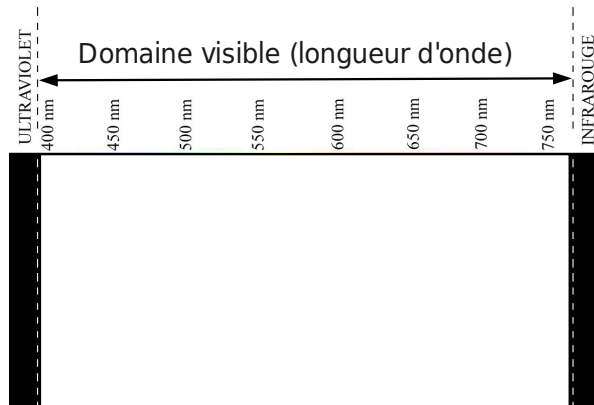 Domaine visible (longueur d'onde)
ULTRAVIOLET
400 nm
450 nm
500 nm
550 nm
600 nm
650 nm
700 nm
750 nm
INFRAROUGE